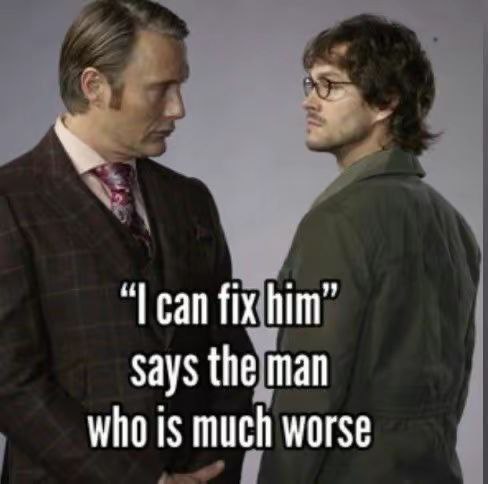 “I can fix him”
says the man
who is much worse